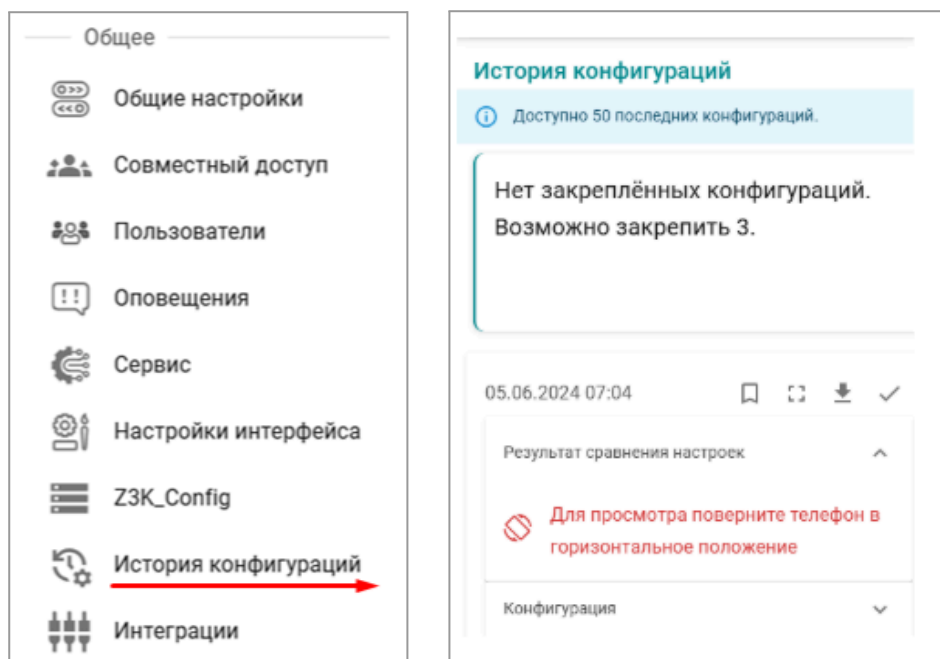 Общее
Общие настройки
Совместный доступ
Пользователи
Оповещения
Сервис
Настройки интерфейса
Z3K_Config
История конфигураций
Интеграции
История конфигураций
Доступно 50 последних конфигураций.
Нет закреплённых конфигураций.
Возможно закрепить 3.
05.06.2024 07:04
Результат сравнения настроек
Для просмотра поверните телефон в
горизонтальное положение
Конфигурация